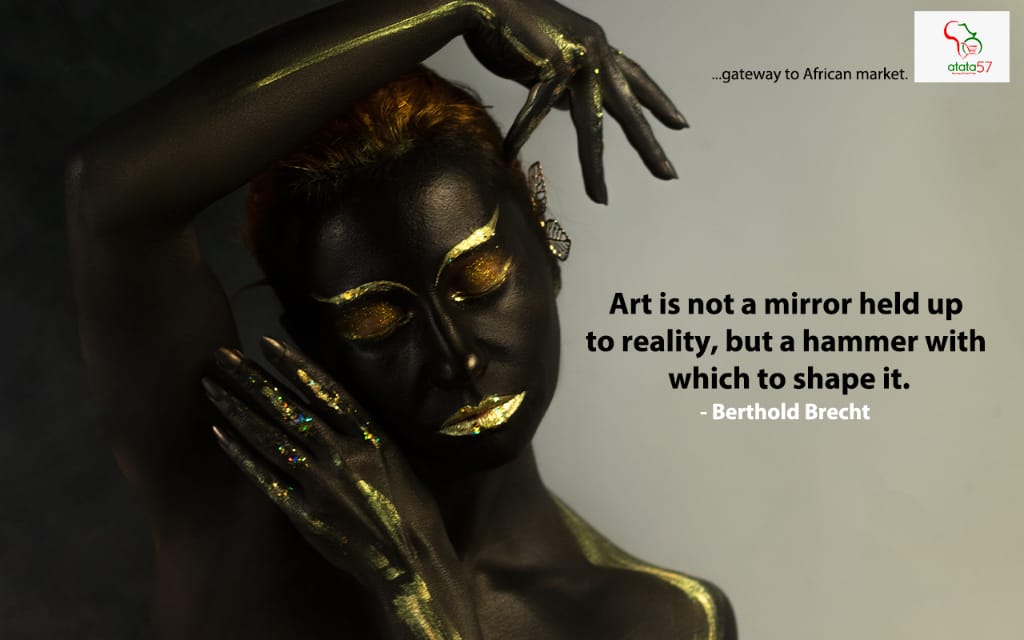 ...gateway to African market.
atata57
Art is not a mirror held up
to reality, but a hammer with
which to shape it.
- Berthold Brecht